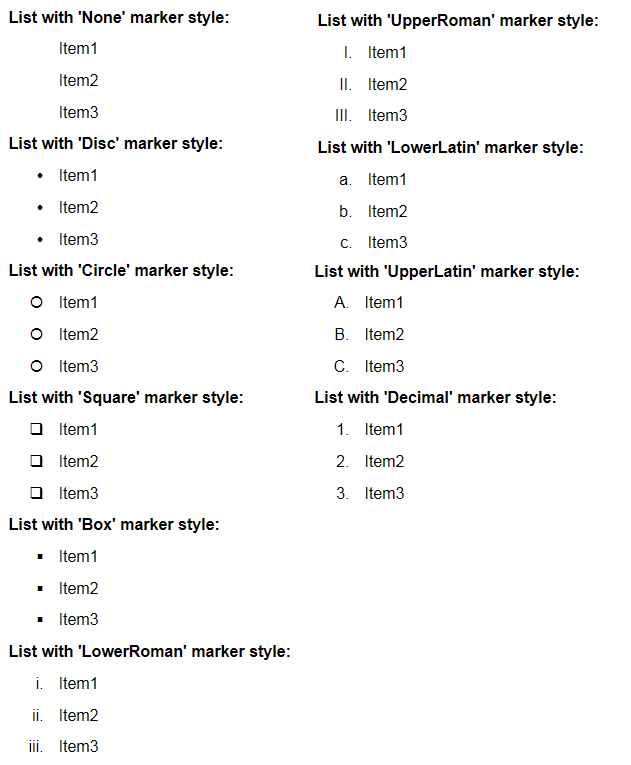 List with 'None' marker style:
Item1
Item2
Item3
List with 'Disc' marker style:
• Item1
• Item2
• Item3
List with 'Circle' marker style:
○ Item1
○ Item2
○ Item3
List with 'Square' marker style:
❑ Item1
❑ Item2
❑ Item3
List with 'Box' marker style:
▪ Item1
▪ Item2
▪ Item3
List with 'LowerRoman' marker style:
i. Item1
ii. Item2
iii. Item3
List with 'UpperRoman' marker style:
I. Item1
II. Item2
III. Item3
List with 'LowerLatin' marker style:
a. Item1
b. Item2
c. Item3
List with 'UpperLatin' marker style:
A. Item1
B. Item2
C. Item3
List with 'Decimal' marker style:
1. Item1
2. Item2
3. Item3